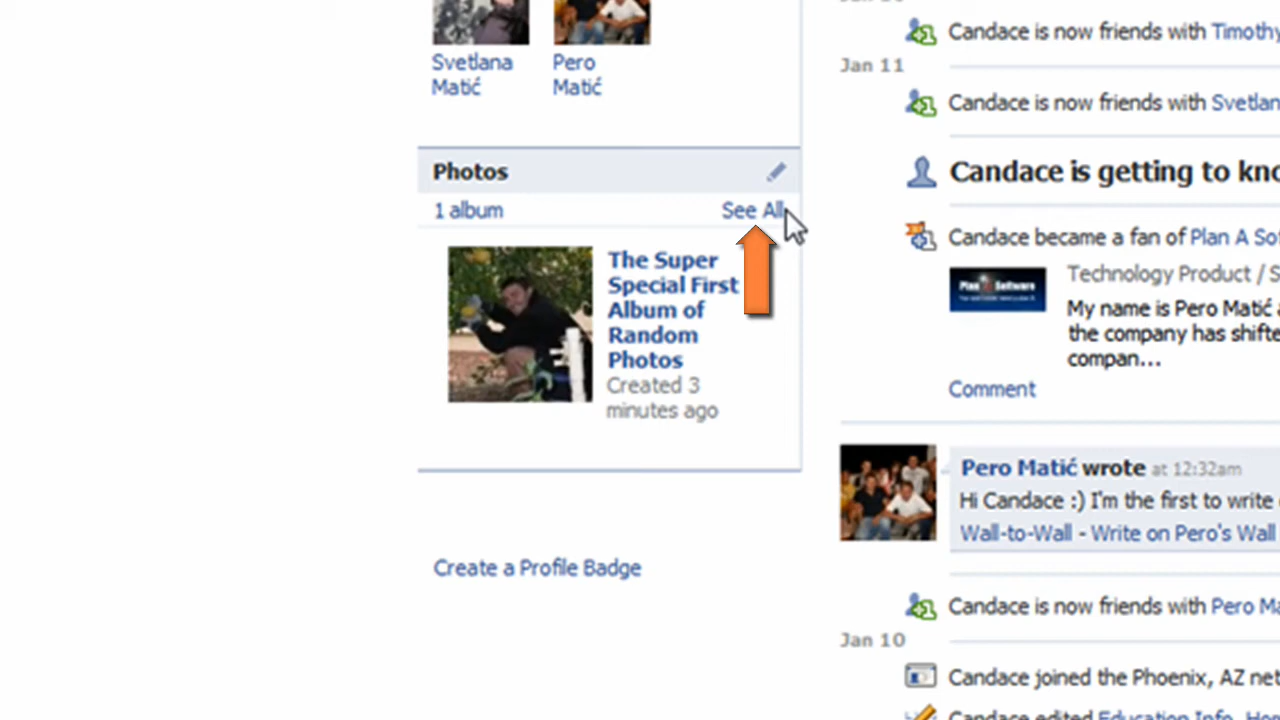 Svetlana
Matić
Pero
Matić
Photos
1 album
See All
The Super
Special First
Album of
Random
Photos
Created 3
minutes ago
Create a Profile Badge
Candace is now friends with Timothy
Jan 11
Candace is now friends with Svetlan
Candace is getting to kno
Candace became a fan of Plan A Sof
Technology Product / S
My name is Pero Matić a
the company has shifte
compan...
Comment
Pero Matić wrote at 12:32am
Hi Candace :) I'm the first to write
Wall-to-Wall - Write on Pero's Wall
Candace is now friends with Pero Ma
Jan 10
Candace joined the Phoenix, AZ net
Candace edited Education Info, Hom